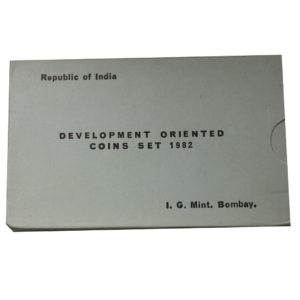 Republic of India
DEVELOPMENT ORIENTED
COINS SET 1982
I. G. Mint. Bombay.